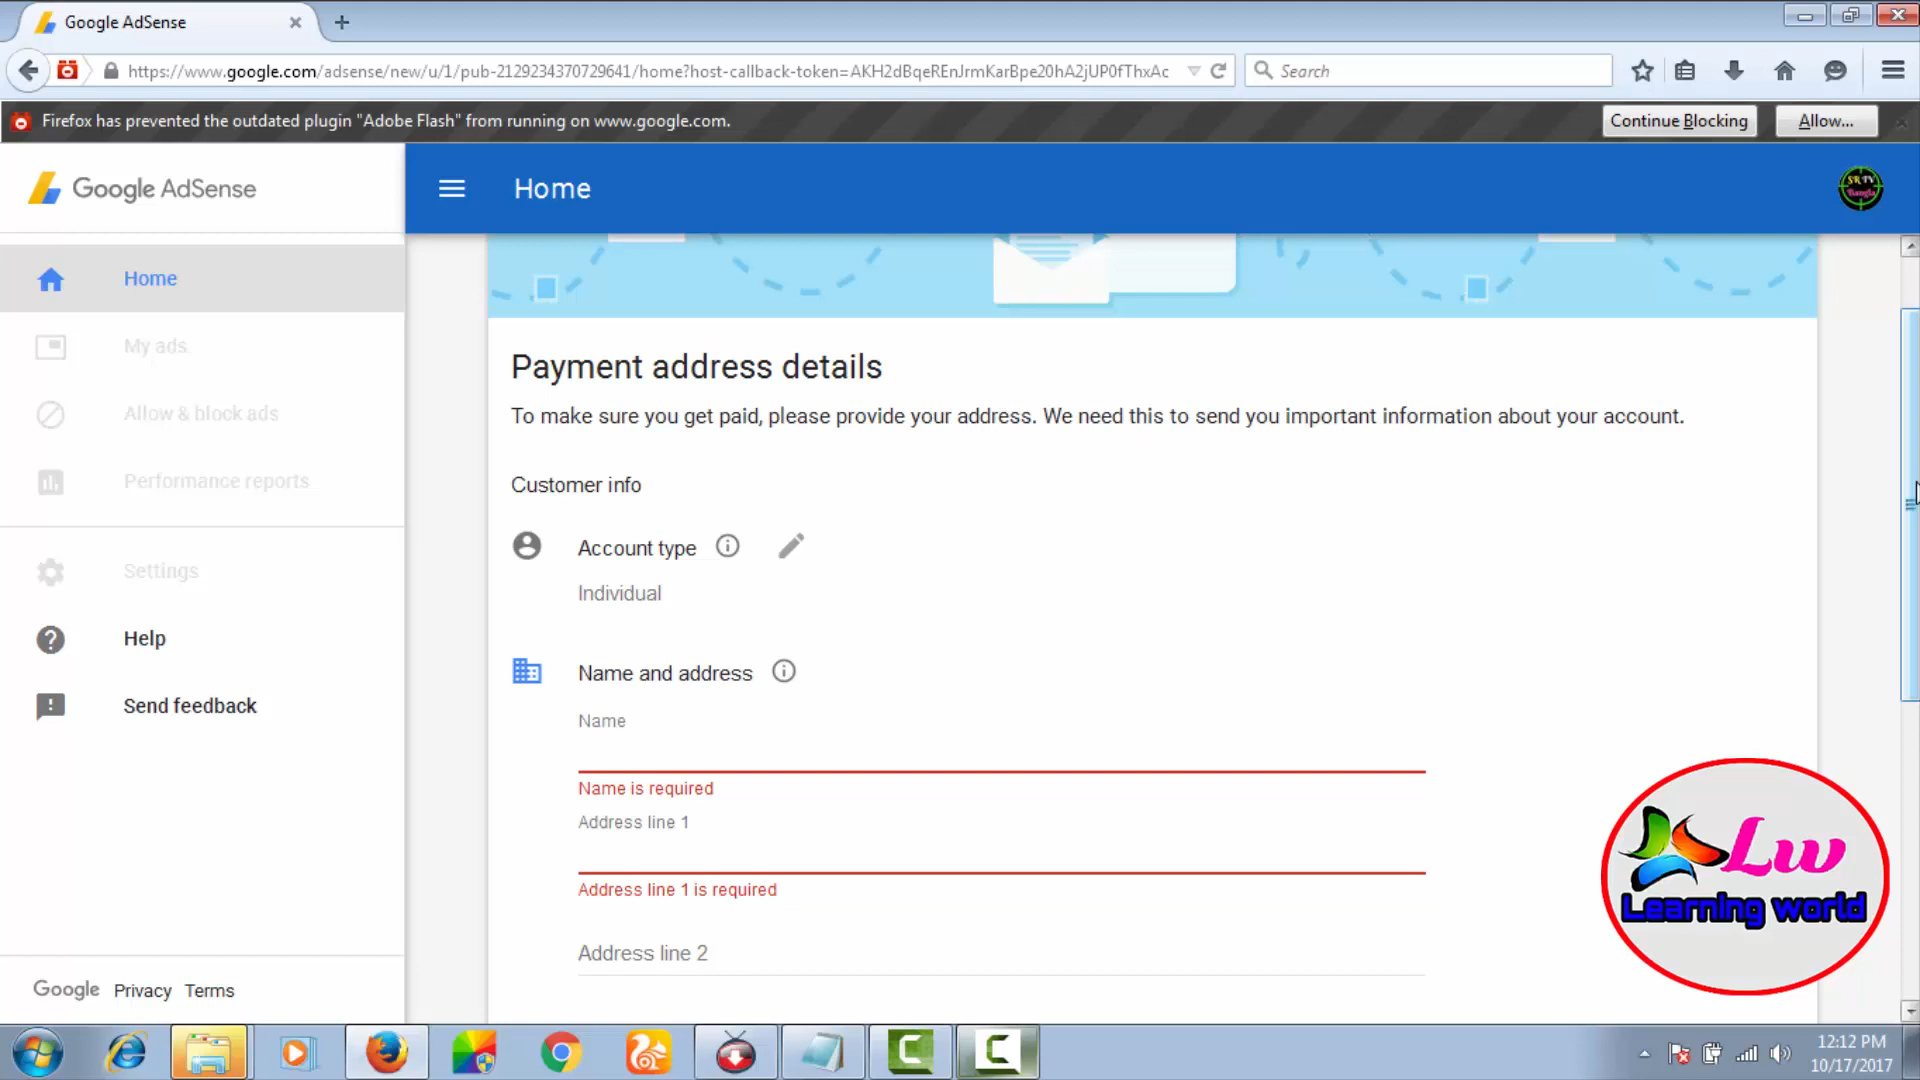 Google AdSense
https://www.google.com/adsense/new/u/1/pub-2129234370729641/home?host-callback-token=AKH2dBqeREnJrmKarBpe20hA2jUP0fThxAc
Search
Firefox has prevented the outdated plugin "Adobe Flash" from running on www.google.com.
Continue Blocking
Allow...
Google AdSense
Home
SR TV
Bangla
Home
My ads
Allow & block ads
Performance reports
Settings
Help
Send feedback
Google Privacy Terms
Payment address details
To make sure you get paid, please provide your address. We need this to send you important information about your account.
Customer info
Account type
Individual
Name and address
Name
Name is required
Address line 1
Address line 1 is required
Address line 2
Lw
Learning world
12:12 PM
10/17/2017